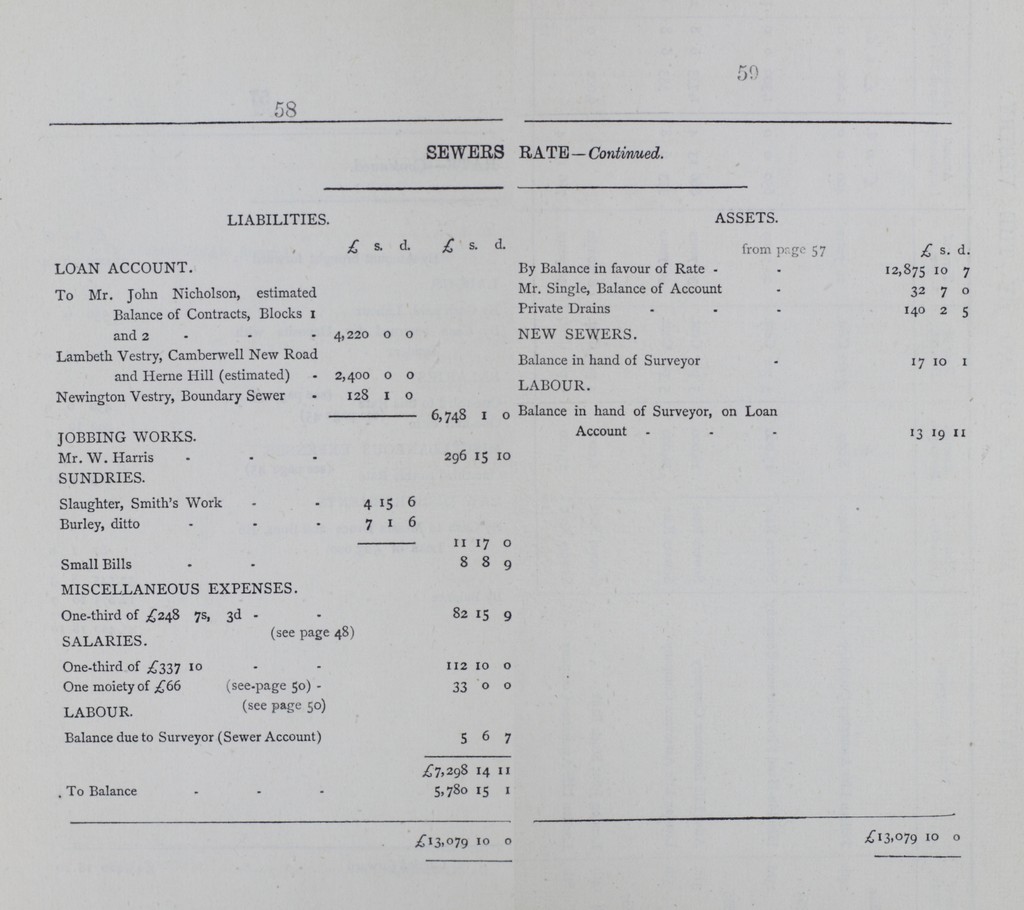 58
59
SEWERS RATE—Continued.
LIABILITIES.
£ s. d. £ s. d.
LOAN ACCOUNT.
To Mr. John Nicholson, estimated
Balance of Contracts, Blocks 1
and 2 - - - 4,220 0 0
Lambeth Vestry, Camberwell New Road
and Herne Hill (estimated) - 2,400 0 0
Newington Vestry, Boundary Sewer - 128 1 0
6,748 1 0
JOBBING WORKS.
Mr. W. Harris - - - 296 15 10
SUNDRIES.
Slaughter, Smith's Work - - 4 15 6
Burley, ditto - - - 7 1 6
11 17 0
Small Bills - - 8 8 9
MISCELLANEOUS EXPENSES.
One-third of £248 7s, 3d - - 82 15 9
(see page 48)
SALARIES.
One-third of £337 10 - - 112 10 0
One moiety of £66 (see-page 50) - 33 0 0
(see page 50)
LABOUR.
Balance due to Surveyor (Sewer Account) 5 6 7
£7,298 14 11
To Balance - - - 5,780 15 1
£13,079 10 0
ASSETS.
from page 57 £ s. d.
By Balance in favour of Rate - - 12,875 10 7
Mr. Single, Balance of Account - 32 7 0
Private Drains - - - 140 2 5
NEW SEWERS.
Balance in hand of Surveyor - 17 10 1
LABOUR.
Balance in hand of Surveyor, on Loan
Account - - - 13 19 11
£13,079 10 0